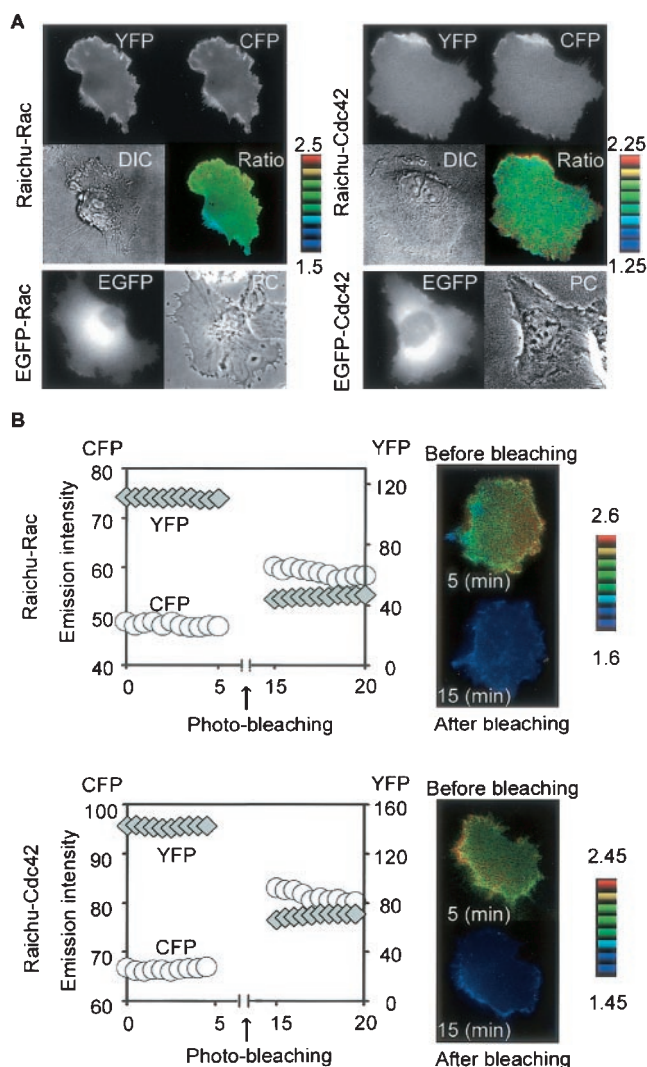 A
Raichu-Rac
YFP
CFP
DIC
Ratio
2.5
1.5
EGFP-Rac
EGFP
PC
Raichu-Cdc42
YFP
CFP
DIC
Ratio
2.25
1.25
EGFP-Cdc42
EGFP
PC
B
Raichu-Rac
Emission intensity
CFP
YFP
80
70
60
50
40
120
80
40
0
YFP
CFP
0
5
15
20
Photo-bleaching
Before bleaching
5 (min)
15 (min)
After bleaching
2.6
1.6
Raichu-Cdc42
Emission intensity
CFP
YFP
100
90
80
70
60
160
120
80
40
0
YFP
CFP
0
5
15
20
Photo-bleaching
Before bleaching
5 (min)
15 (min)
After bleaching
2.45
1.45